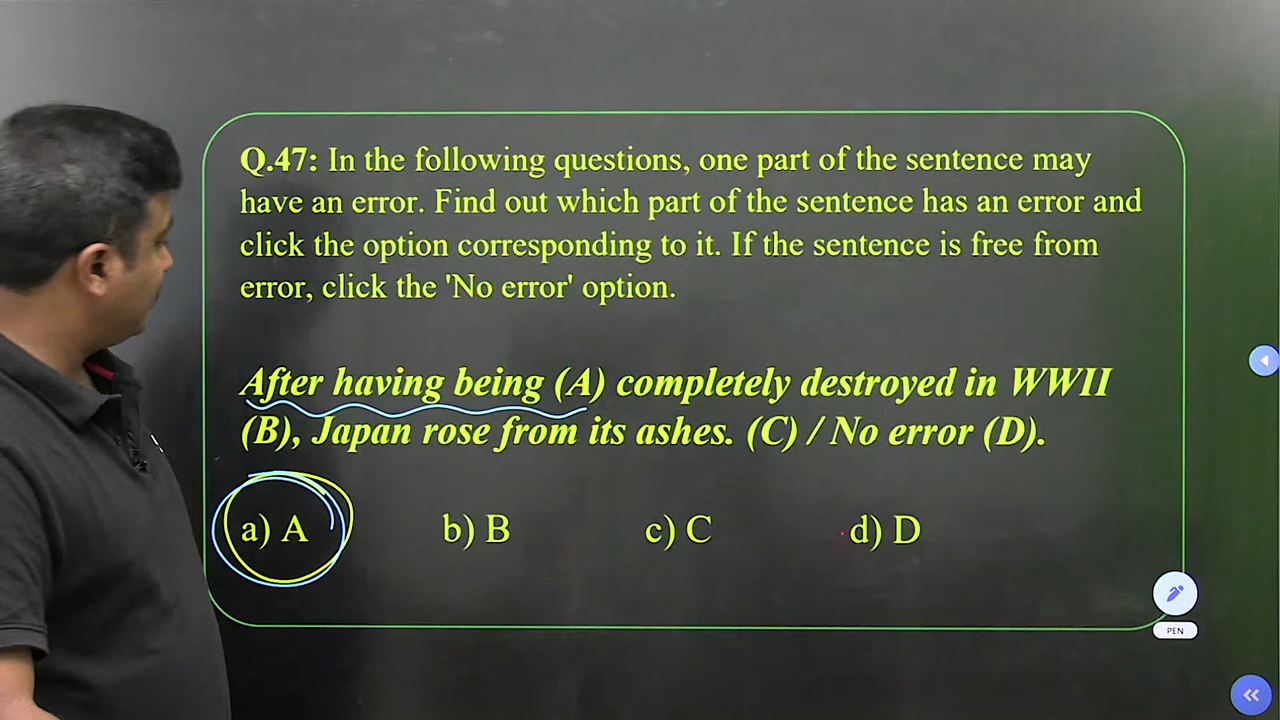 Q.47: In the following questions, one part of the sentence may
have an error. Find out which part of the sentence has an error and
click the option corresponding to it. If the sentence is free from
error, click the 'No error' option.
After having being (A) completely destroyed in WWII
(B), Japan rose from its ashes. (C) / No error (D).
a) A b) B c) C d) D
PEN